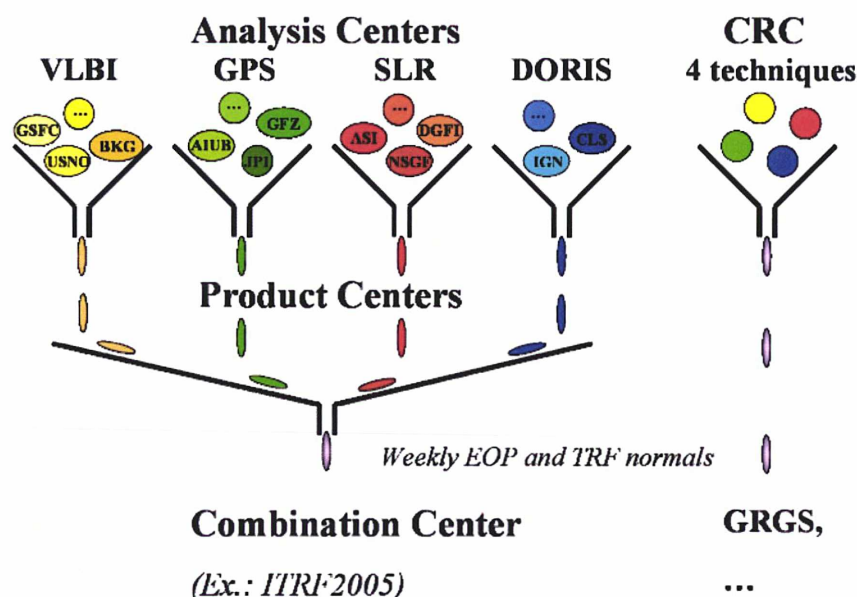 Analysis Centers
CRC
VLBI
GPS
SLR
DORIS
4 techniques
...
GSFC
USNO
BKG
...
AIUB
GFZ
JPL
...
ASI
DGFI
NSGF
...
IGN
CLS
Product Centers
Weekly EOP and TRF normals
Combination Center
GRGS,
(Ex.: ITRF2005)
...